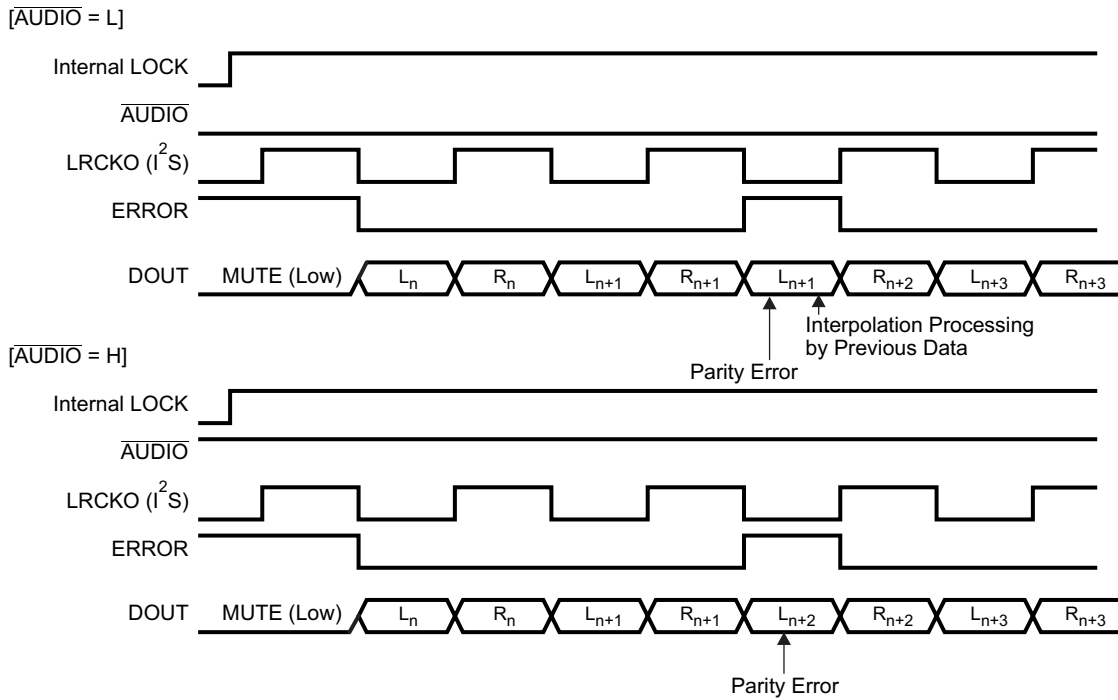 [AUDIO = L]
Internal LOCK
AUDIO
LRCKO (I²S)
ERROR
DOUT MUTE (Low) Lₙ Rₙ Lₙ₊₁ Rₙ₊₁ Lₙ₊₁ Rₙ₊₂ Lₙ₊₃ Rₙ₊₃
Interpolation Processing
by Previous Data
Parity Error
[AUDIO = H]
Internal LOCK
AUDIO
LRCKO (I²S)
ERROR
DOUT MUTE (Low) Lₙ Rₙ Lₙ₊₁ Rₙ₊₁ Lₙ₊₂ Rₙ₊₂ Lₙ₊₃ Rₙ₊₃
Parity Error